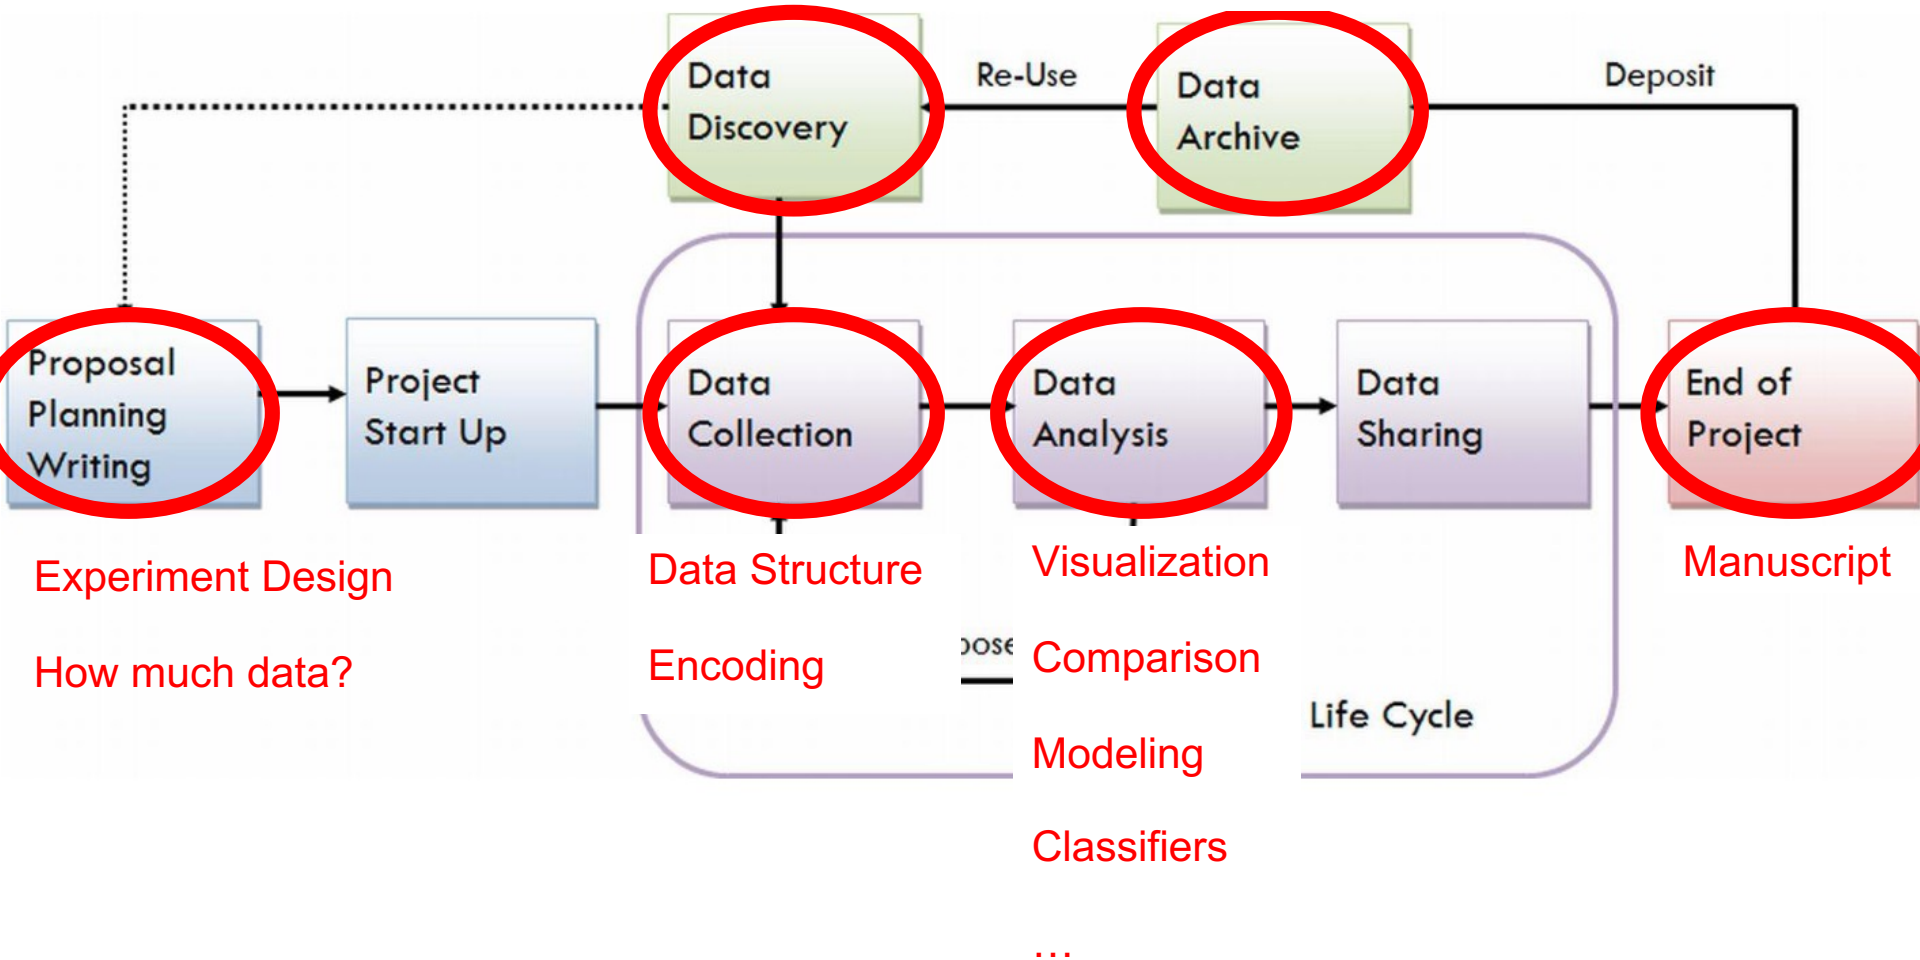 Data
Discovery
Re-Use
Data
Archive
Deposit
Proposal
Planning
Writing
Project
Start Up
Data
Collection
Data
Analysis
Data
Sharing
End of
Project
Experiment Design
How much data?
Data Structure
Encoding
Visualization
Comparison
Modeling
Classifiers
…
Manuscript
Life Cycle